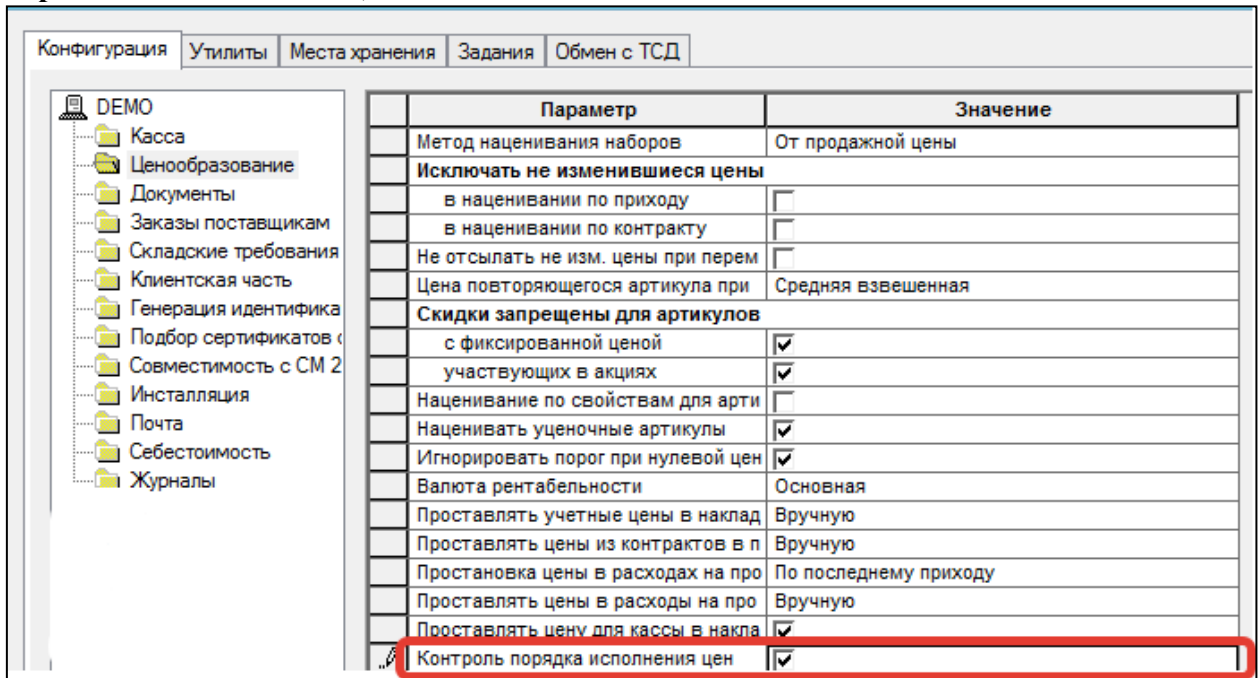 Конфигурация Утилиты Места хранения Задания Обмен с ТСД
DEMO
Касса
Ценообразование
Документы
Заказы поставщикам
Складские требования
Клиентская часть
Генерация идентифика
Подбор сертификатов
Совместимость с СМ 2
Инсталляция
Почта
Себестоимость
Журналы
Параметр Значение
Метод наценивания наборов От продажной цены
Исключать не изменившиеся цены
в наценивании по приходу
в наценивании по контракту
Не отсылать не изм. цены при перем
Цена повторяющегося артикула при Средняя взвешенная
Скидки запрещены для артикулов
с фиксированной ценой
участвующих в акциях
Наценивание по свойствам для арти
Наценивать уценочные артикулы
Игнорировать порог при нулевой цен
Валюта рентабельности Основная
Проставлять учетные цены в наклад Вручную
Проставлять цены из контрактов в п Вручную
Простановка цены в расходах на про По последнему приходу
Проставлять цены в расходы на про Вручную
Проставлять цену для кассы в накла
Контроль порядка исполнения цен